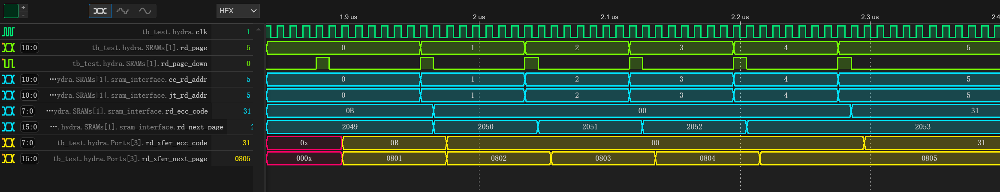 +
-
HEX
1.9 us 2 us 2.1 us 2.2 us 2.3 us 2.4
tb_test.hydra.clk 1
10:0 tb_test.hydra.SRAMs[1].rd_page 5 0 1 2 3 4 5
tb_test.hydra.SRAMs[1].rd_page_down 0
10:0 …ydra.SRAMs[1].sram_interface.ec_rd_addr 5 0 1 2 3 4 5
10:0 …ydra.SRAMs[1].sram_interface.jt_rd_addr 5 0 1 2 3 4 5
7:0 …ydra.SRAMs[1].sram_interface.rd_ecc_code 31 0B 00 31
15:0 ….hydra.SRAMs[1].sram_interface.rd_next_page 2 2049 2050 2051 2052 2053
7:0 tb_test.hydra.Ports[3].rd_xfer_ecc_code 31 0x 0B 00 31
15:0 tb_test.hydra.Ports[3].rd_xfer_next_page 0805 000x 0801 0802 0803 0804 0805